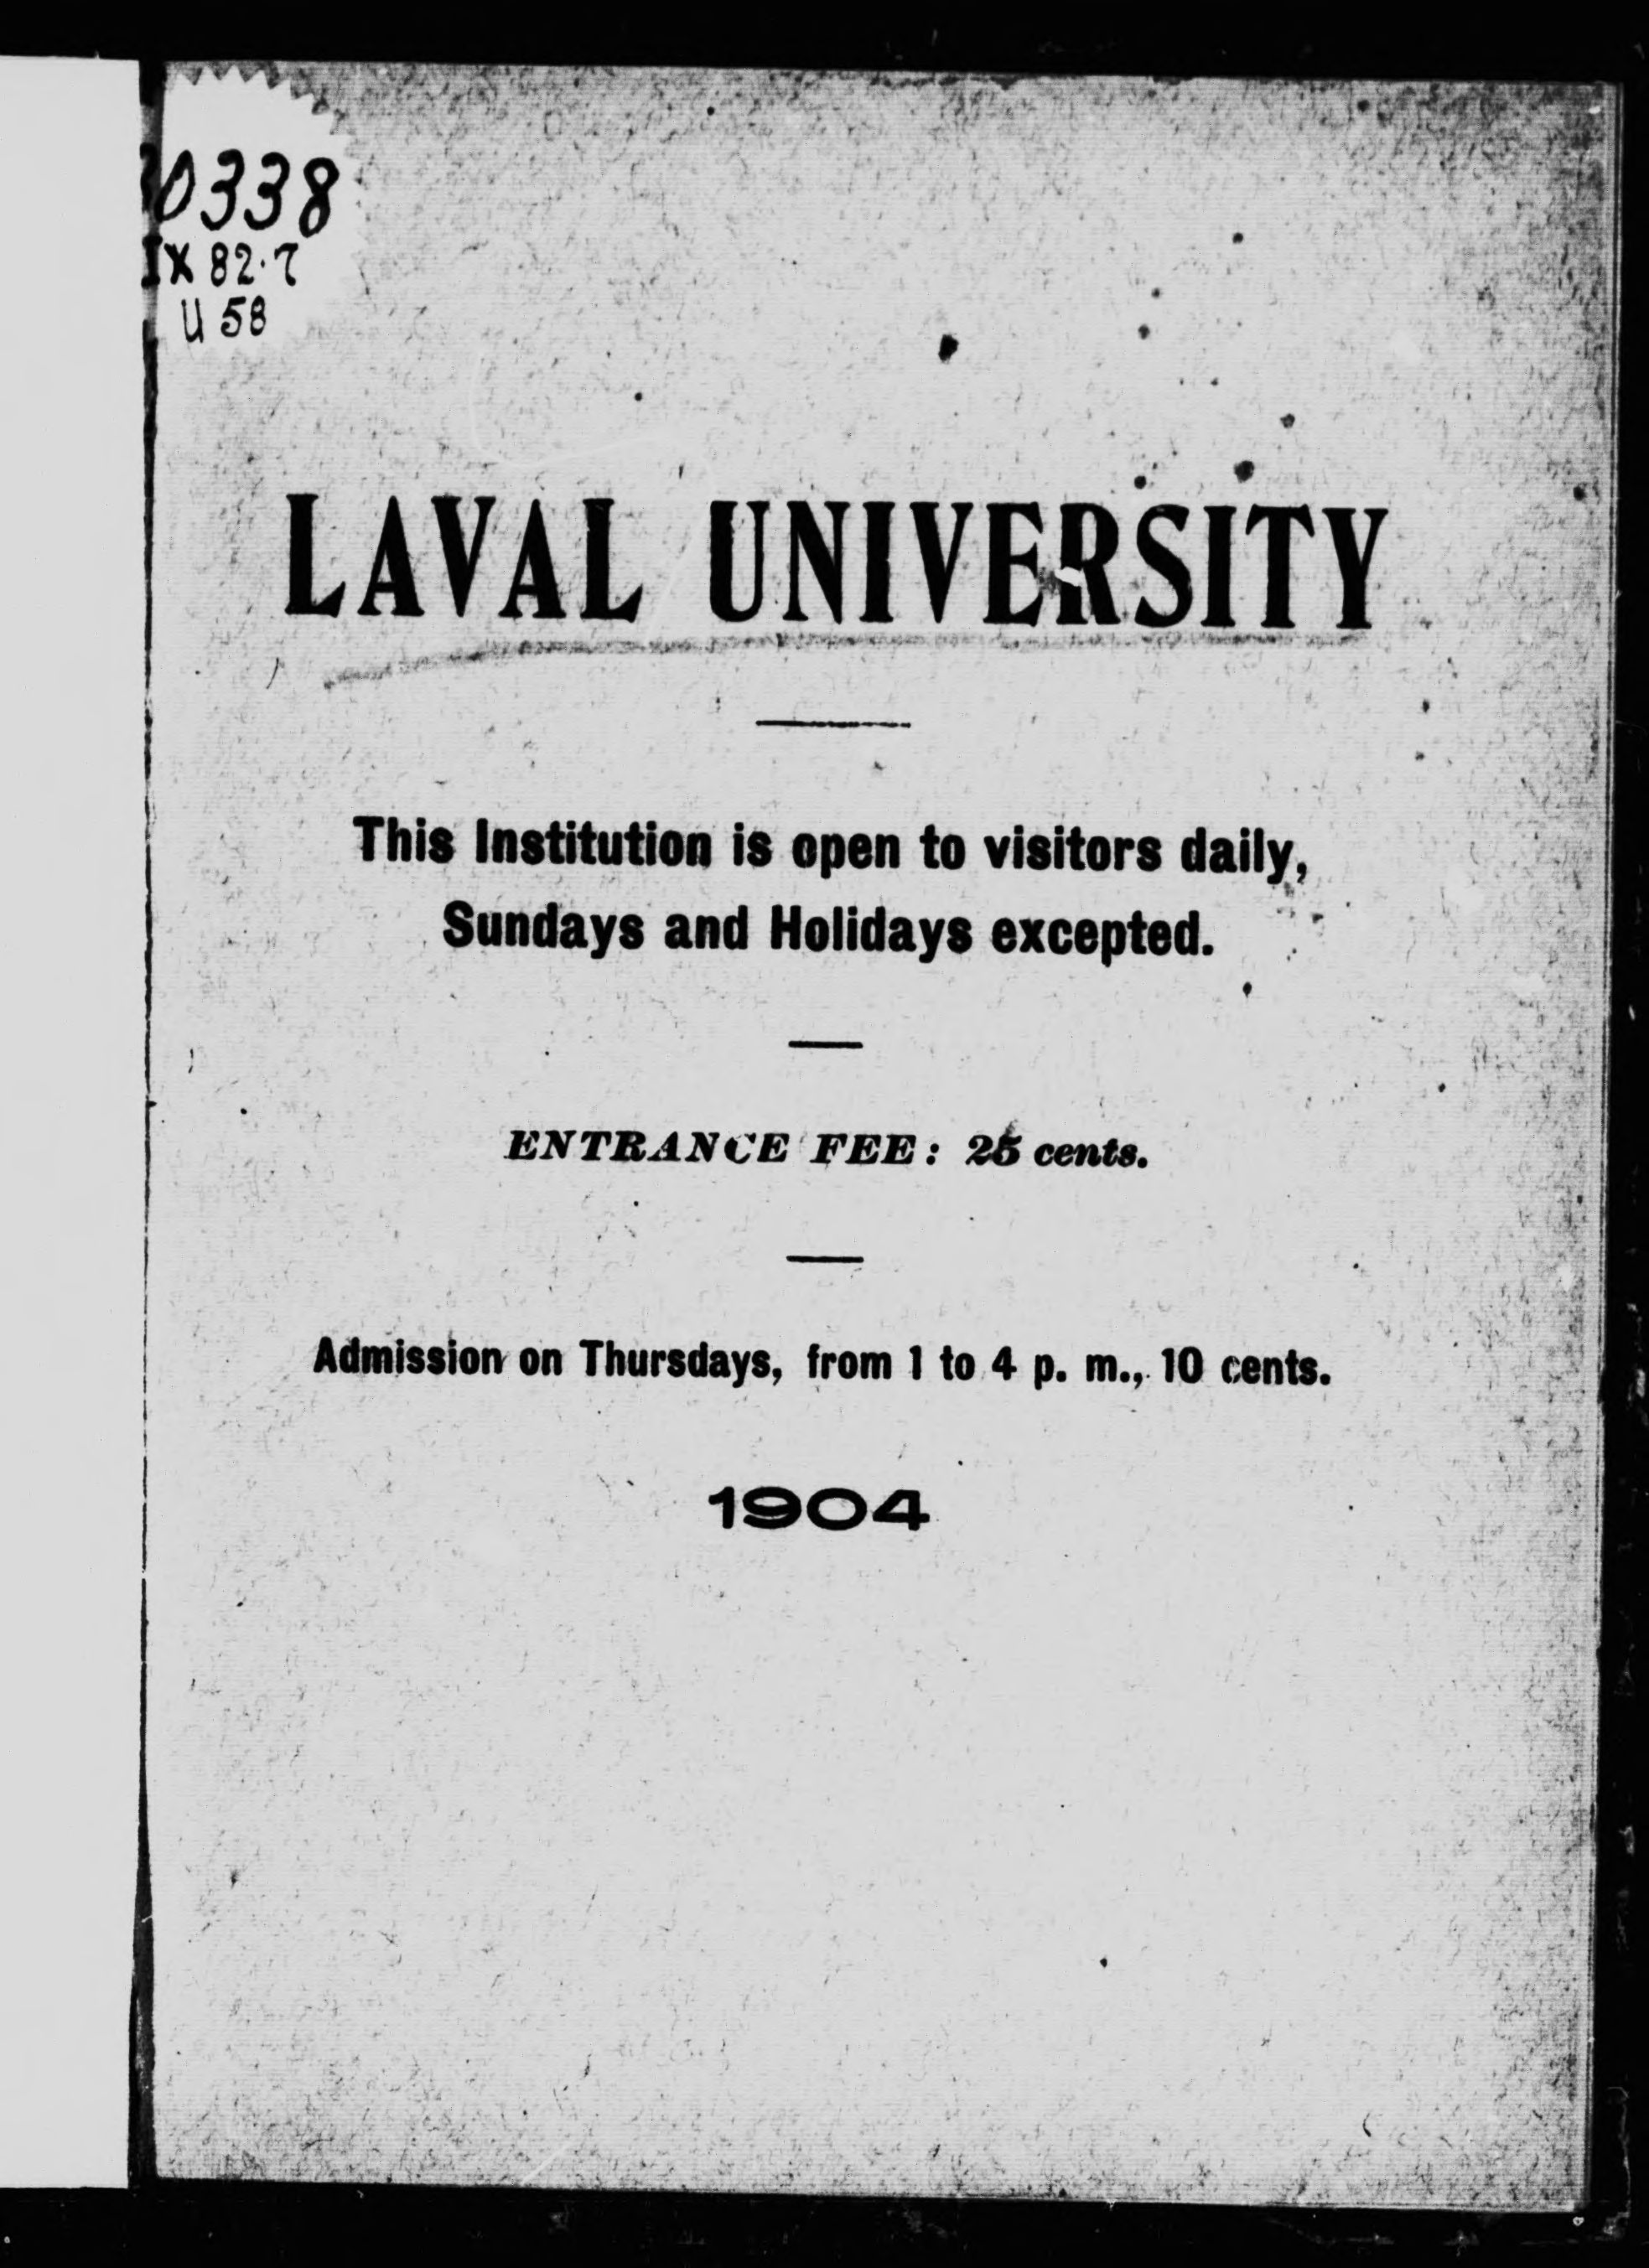 0338
IX 82.7
U 58
LAVAL UNIVERSITY
This Institution is open to visitors daily,
Sundays and Holidays excepted.
ENTRANCE FEE: 25 cents.
Admission on Thursdays, from 1 to 4 p. m., 10 cents.
1904